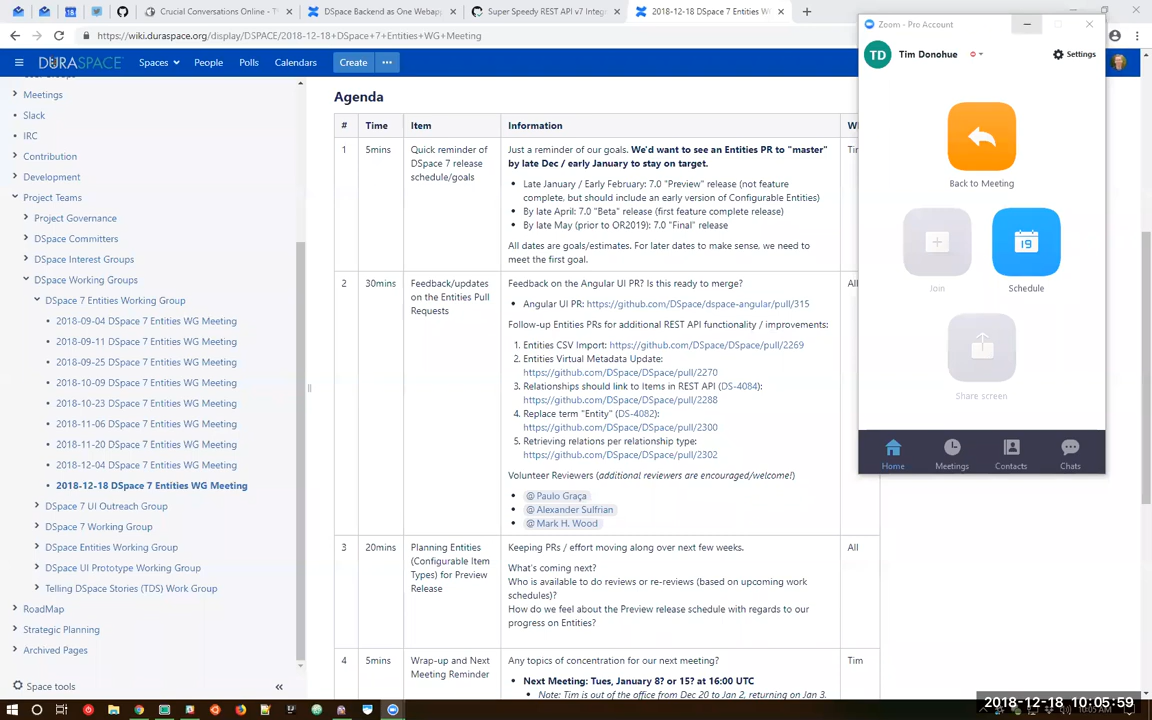 Crucial Conversations Online - T
DSpace Backend as One Webapp
Super Speedy REST API v7 Integ
2018-12-18 DSpace 7 Entities W
https://wiki.duraspace.org/display/DSPACE/2018-12-18+DSpace+7+Entities+WG+Meeting
DURASPACE
Spaces
People
Polls
Calendars
Create
Meetings
Slack
IRC
Contribution
Development
Project Teams
Project Governance
DSpace Committers
DSpace Interest Groups
DSpace Working Groups
DSpace 7 Entities Working Group
2018-09-04 DSpace 7 Entities WG Meeting
2018-09-11 DSpace 7 Entities WG Meeting
2018-09-25 DSpace 7 Entities WG Meeting
2018-10-09 DSpace 7 Entities WG Meeting
2018-10-23 DSpace 7 Entities WG Meeting
2018-11-06 DSpace 7 Entities WG Meeting
2018-11-20 DSpace 7 Entities WG Meeting
2018-12-04 DSpace 7 Entities WG Meeting
2018-12-18 DSpace 7 Entities WG Meeting
DSpace 7 UI Outreach Group
DSpace 7 Working Group
DSpace Entities Working Group
DSpace UI Prototype Working Group
Telling DSpace Stories (TDS) Work Group
RoadMap
Strategic Planning
Archived Pages
Space tools
Agenda
# Time Item Information
1 5mins
Quick reminder of
DSpace 7 release
schedule/goals
Just a reminder of our goals. We'd want to see an Entities PR to "master"
by late Dec / early January to stay on target.
Late January / Early February: 7.0 "Preview" release (not feature
complete, but should include an early version of Configurable Entities)
By late April: 7.0 "Beta" release (first feature complete release)
By late May (prior to OR2019): 7.0 "Final" release
All dates are goals/estimates. For later dates to make sense, we need to
meet the first goal.
2 30mins
Feedback/updates
on the Entities Pull
Requests
Feedback on the Angular UI PR? Is this ready to merge?
Angular UI PR: https://github.com/DSpace/dspace-angular/pull/315
Follow-up Entities PRs for additional REST API functionality / improvements:
1. Entities CSV Import: https://github.com/DSpace/DSpace/pull/2269
2. Entities Virtual Metadata Update:
https://github.com/DSpace/DSpace/pull/2270
3. Relationships should link to Items in REST API (DS-4084):
https://github.com/DSpace/DSpace/pull/2288
4. Replace term "Entity" (DS-4082):
https://github.com/DSpace/DSpace/pull/2300
5. Retrieving relations per relationship type:
https://github.com/DSpace/DSpace/pull/2302
Volunteer Reviewers (additional reviewers are encouraged/welcome!)
@ Paulo Graça
@ Alexander Sulfrian
@ Mark H. Wood
3 20mins
Planning Entities
(Configurable Item
Types) for Preview
Release
Keeping PRs / effort moving along over next few weeks.
What's coming next?
Who is available to do reviews or re-reviews (based on upcoming work
schedules)?
How do we feel about the Preview release schedule with regards to our
progress on Entities?
All
4 5mins
Wrap-up and Next
Meeting Reminder
Any topics of concentration for our next meeting?
Next Meeting: Tues, January 8? or 15? at 16:00 UTC
Note: Tim is out of the office from Dec 20 to Jan 2, returning on Jan 3.
Tim
Zoom - Pro Account
TD
Tim Donohue
Settings
Back to Meeting
19
Join
Schedule
Share screen
Home
Meetings
Contacts
Chats
2018-12-18 10:05:59